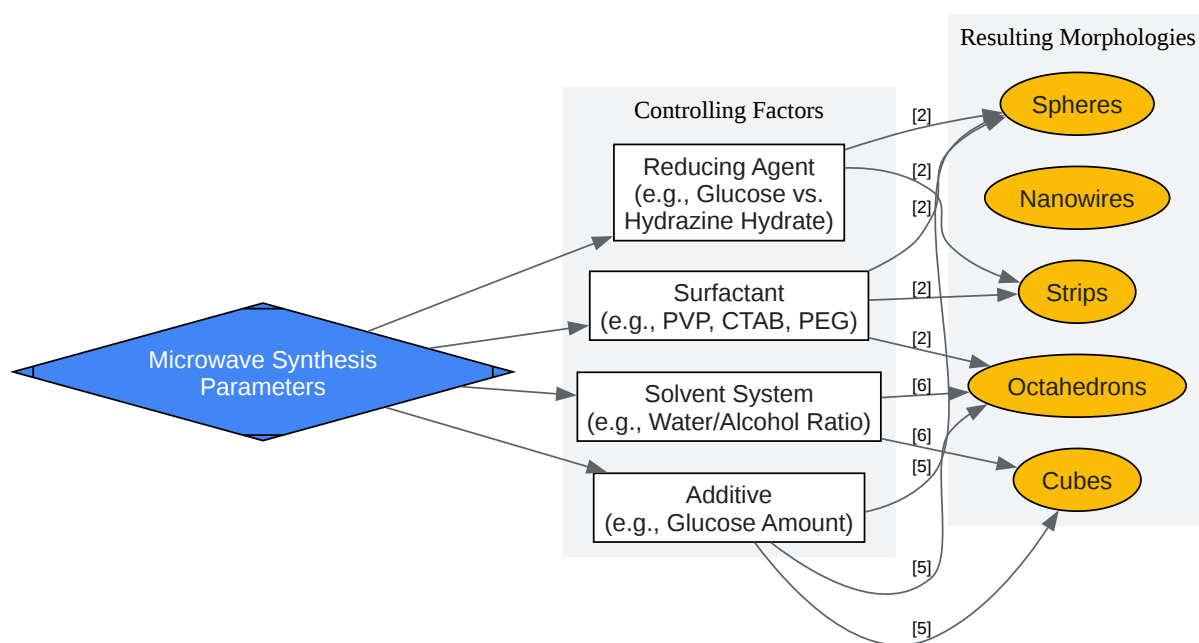 Microwave Synthesis
Parameters
Controlling Factors
Reducing Agent
(e.g., Glucose vs.
Hydrazine Hydrate)
Surfactant
(e.g., PVP, CTAB, PEG)
Solvent System
(e.g., Water/Alcohol Ratio)
Additive
(e.g., Glucose Amount)
[2]
[2]
[2]
[2]
[2]
[6]
[6]
[5]
[5]
[5]
Resulting Morphologies
Spheres
Nanowires
Strips
Octahedrons
Cubes